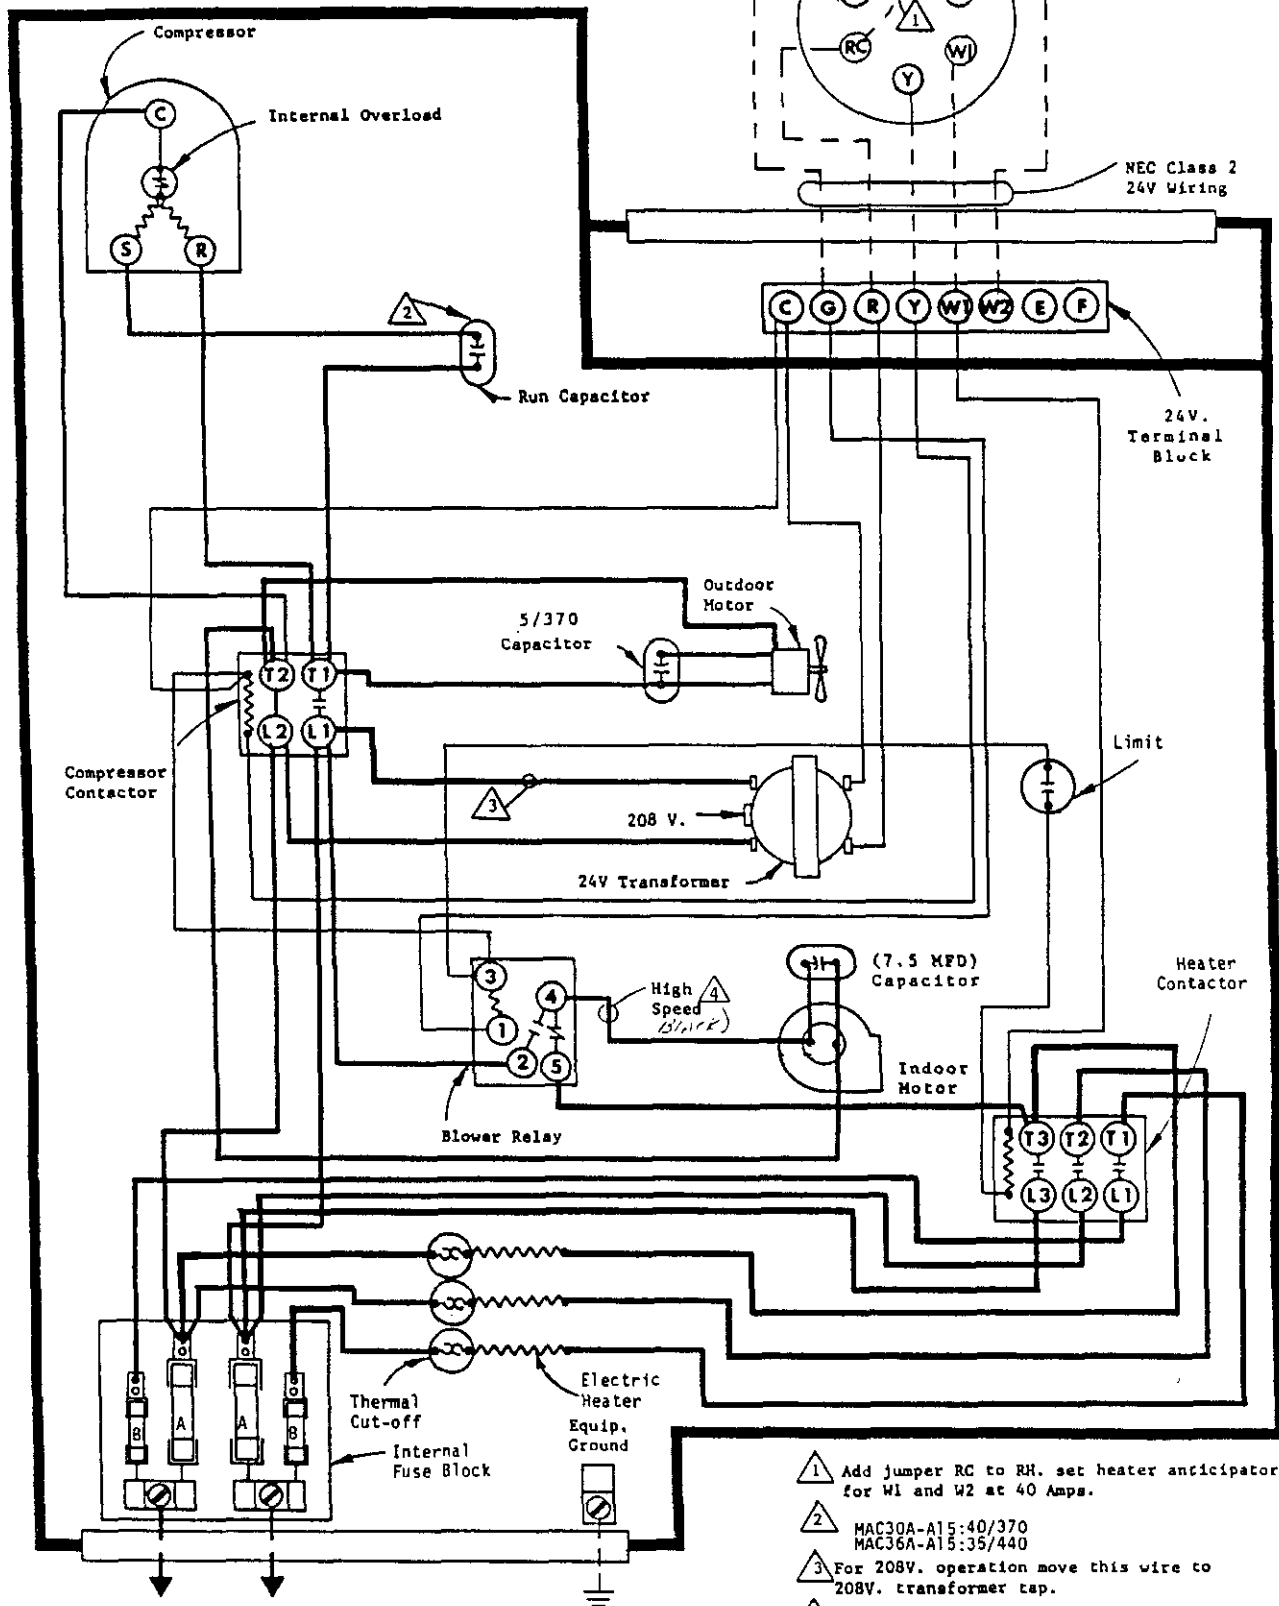 Compressor
1
RC
W1
Y
C
Internal Overload
NEC Class 2
24V Wiring
S
R
C
G
R
Y
W1
W2
E
F
2
Run Capacitor
24V.
Terminal
Block
Outdoor
Motor
5/370
Capacitor
T2
T1
L2
L1
Limit
Compressor
Contactor
3
208 V.
24V Transformer
(7.5 MFD)
Capacitor
Heater
Contactor
3
4
High
Speed
4
1
2
5
Indoor
Motor
Blower Relay
T3
T2
T1
L3
L2
L1
Electric
Heater
Thermal
Cut-off
Equip.
Ground
B
A
A
B
Internal
Fuse Block
1 Add jumper RC to RH. set heater anticipator
for W1 and W2 at 40 Amps.
2 MAC30A-A15:40/370
MAC36A-A15:35/440
3 For 208V. operation move this wire to
208V. transformer tap.